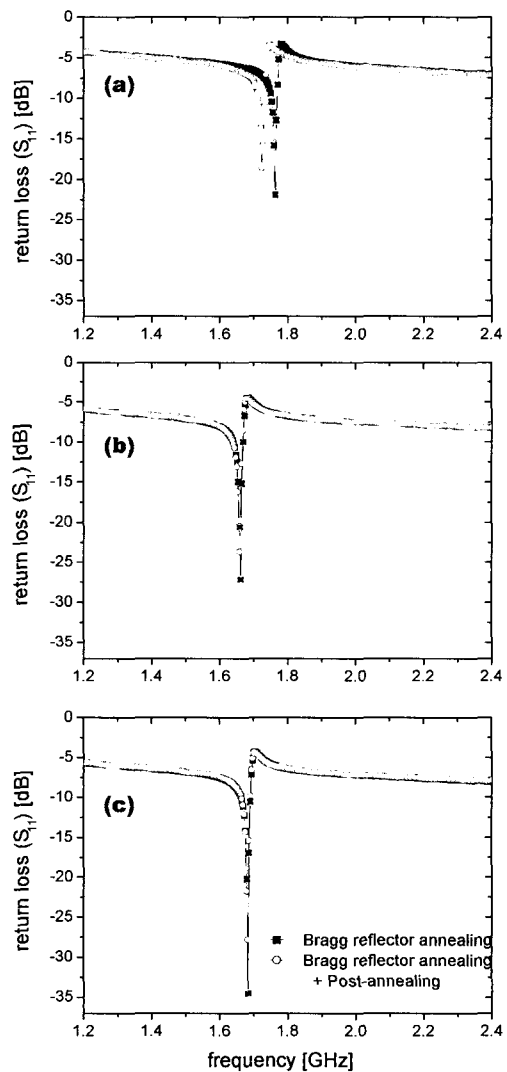 0
-5
-10
-15
-20
-25
-30
-35
return loss (S11) [dB]
(a)
1.2 1.4 1.6 1.8 2.0 2.2 2.4
0
-5
-10
-15
-20
-25
-30
-35
return loss (S11) [dB]
(b)
1.2 1.4 1.6 1.8 2.0 2.2 2.4
0
-5
-10
-15
-20
-25
-30
-35
return loss (S11) [dB]
(c)
Bragg reflector annealing
Bragg reflector annealing
+ Post-annealing
1.2 1.4 1.6 1.8 2.0 2.2 2.4
frequency [GHz]